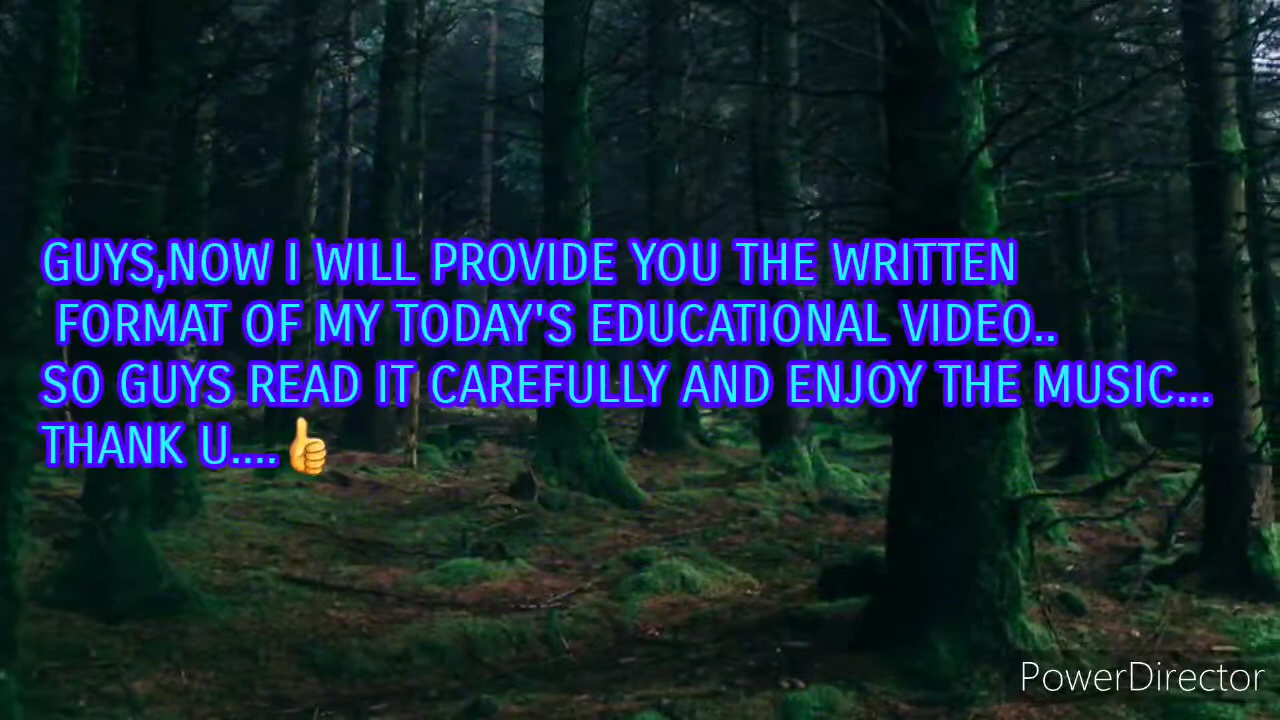 GUYS,NOW I WILL PROVIDE YOU THE WRITTEN
FORMAT OF MY TODAY'S EDUCATIONAL VIDEO..
SO GUYS READ IT CAREFULLY AND ENJOY THE MUSIC...
THANK U....👍
PowerDirector